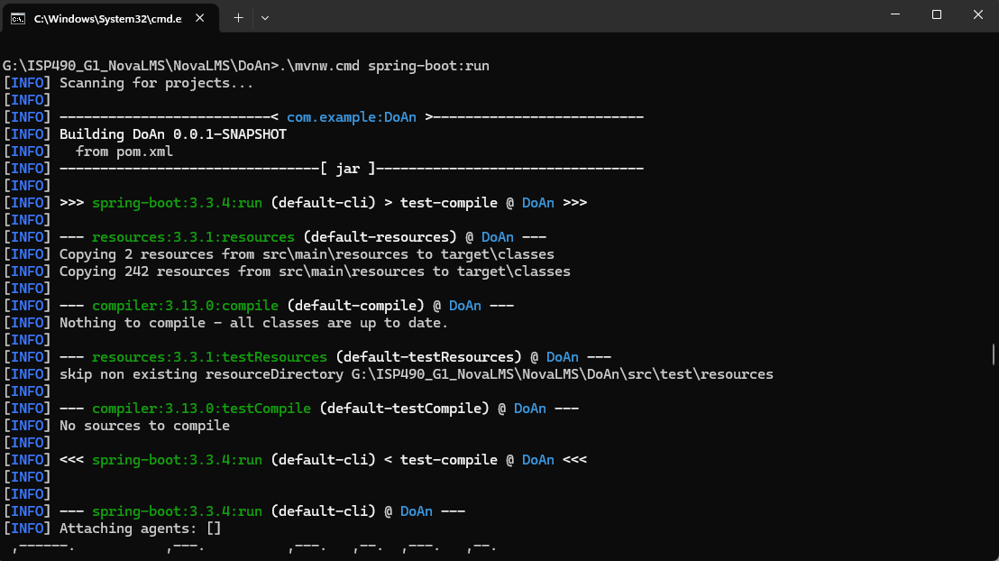 C:\Windows\System32\cmd.e
G:\ISP490_G1_NovaLMS\NovaLMS\DoAn>.\mvnw.cmd spring-boot:run
[INFO] Scanning for projects...
[INFO]
[INFO] --------------------------< com.example:DoAn >--------------------------
[INFO] Building DoAn 0.0.1-SNAPSHOT
[INFO]   from pom.xml
[INFO] --------------------------------[ jar ]---------------------------------
[INFO]
[INFO] >>> spring-boot:3.3.4:run (default-cli) > test-compile @ DoAn >>>
[INFO]
[INFO] --- resources:3.3.1:resources (default-resources) @ DoAn ---
[INFO] Copying 2 resources from src\main\resources to target\classes
[INFO] Copying 242 resources from src\main\resources to target\classes
[INFO]
[INFO] --- compiler:3.13.0:compile (default-compile) @ DoAn ---
[INFO] Nothing to compile - all classes are up to date.
[INFO]
[INFO] --- resources:3.3.1:testResources (default-testResources) @ DoAn ---
[INFO] skip non existing resourceDirectory G:\ISP490_G1_NovaLMS\NovaLMS\DoAn\src\test\resources
[INFO]
[INFO] --- compiler:3.13.0:testCompile (default-testCompile) @ DoAn ---
[INFO] No sources to compile
[INFO]
[INFO] <<< spring-boot:3.3.4:run (default-cli) < test-compile @ DoAn <<<
[INFO]
[INFO]
[INFO] --- spring-boot:3.3.4:run (default-cli) @ DoAn ---
[INFO] Attaching agents: []
 ,------.           ,---.          ,---.   ,--.  ,---.   ,--.